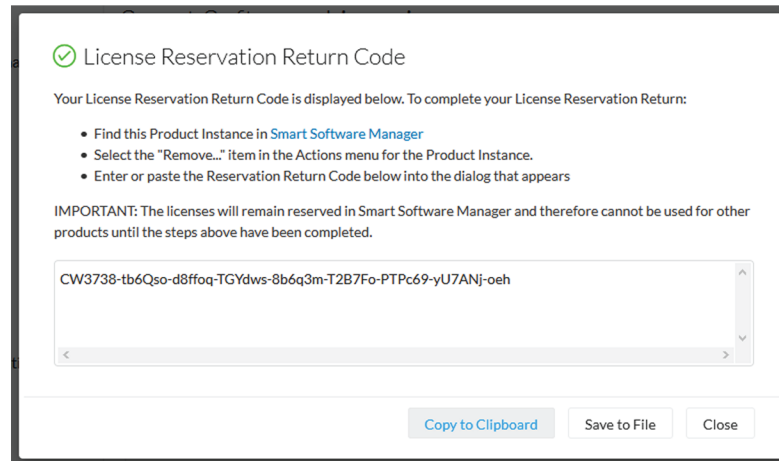 License Reservation Return Code
Your License Reservation Return Code is displayed below. To complete your License Reservation Return:
• Find this Product Instance in Smart Software Manager
• Select the "Remove..." item in the Actions menu for the Product Instance.
• Enter or paste the Reservation Return Code below into the dialog that appears
IMPORTANT: The licenses will remain reserved in Smart Software Manager and therefore cannot be used for other
products until the steps above have been completed.
CW3738-tb6Qso-d8ffoq-TGYdws-8b6q3m-T2B7Fo-PTPc69-yU7ANj-oeh
Copy to Clipboard
Save to File
Close